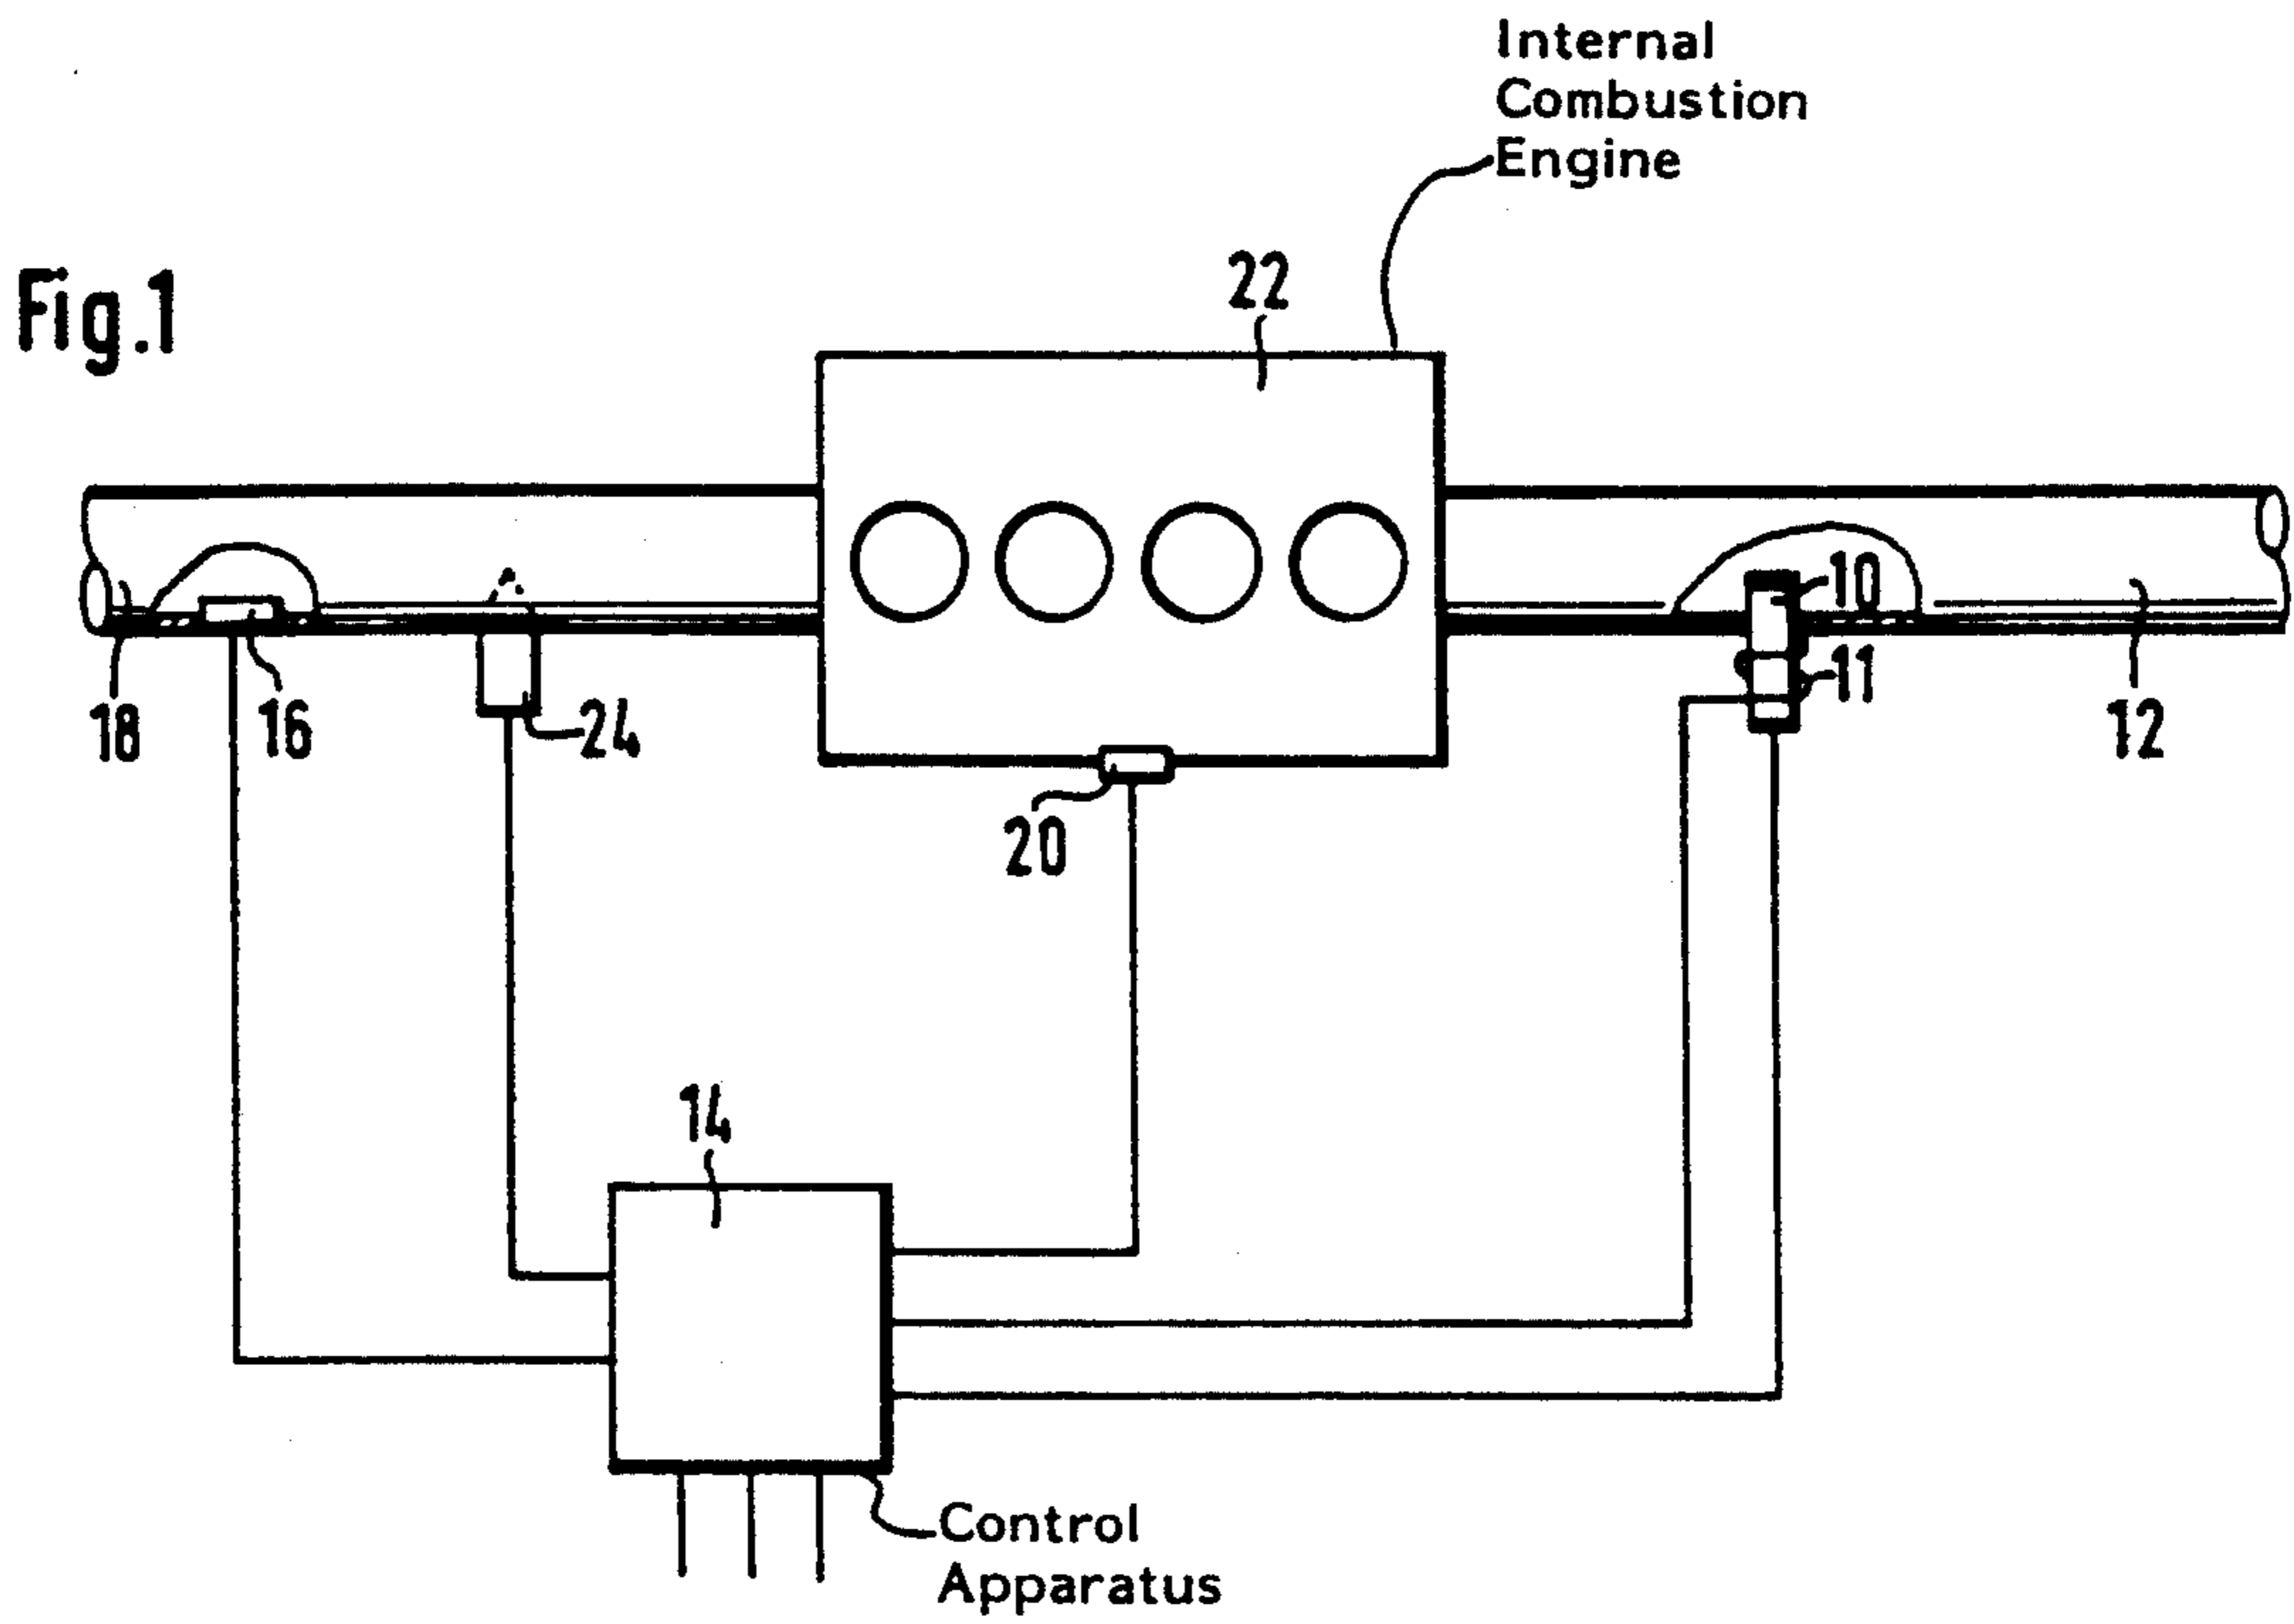 Internal
Combustion
Engine
Fig.1
22
10
11
18
16
24
12
20
14
Control
Apparatus